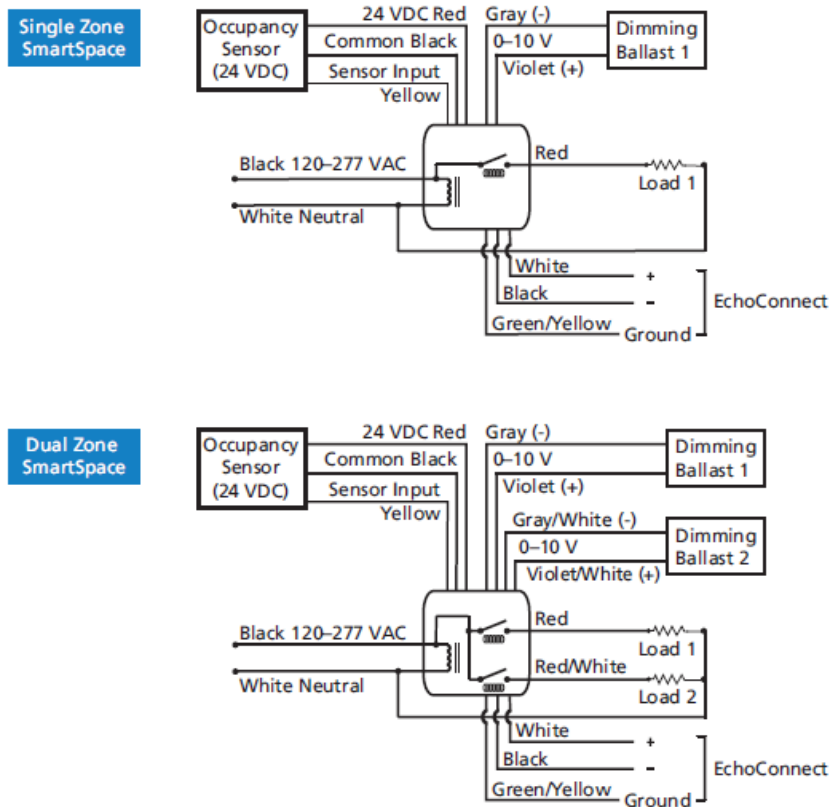 Single Zone
SmartSpace
Occupancy
Sensor
(24 VDC)
24 VDC Red
Common Black
Sensor Input
Yellow
Gray (-)
0–10 V
Violet (+)
Dimming
Ballast 1
Black 120–277 VAC
White Neutral
Red
Load 1
White
+
Black
–
Green/Yellow
Ground
EchoConnect
Dual Zone
SmartSpace
Occupancy
Sensor
(24 VDC)
24 VDC Red
Common Black
Sensor Input
Yellow
Gray (-)
0–10 V
Violet (+)
Dimming
Ballast 1
Gray/White (-)
0–10 V
Violet/White (+)
Dimming
Ballast 2
Black 120–277 VAC
White Neutral
Red
Load 1
Red/White
Load 2
White
+
Black
–
Green/Yellow
Ground
EchoConnect